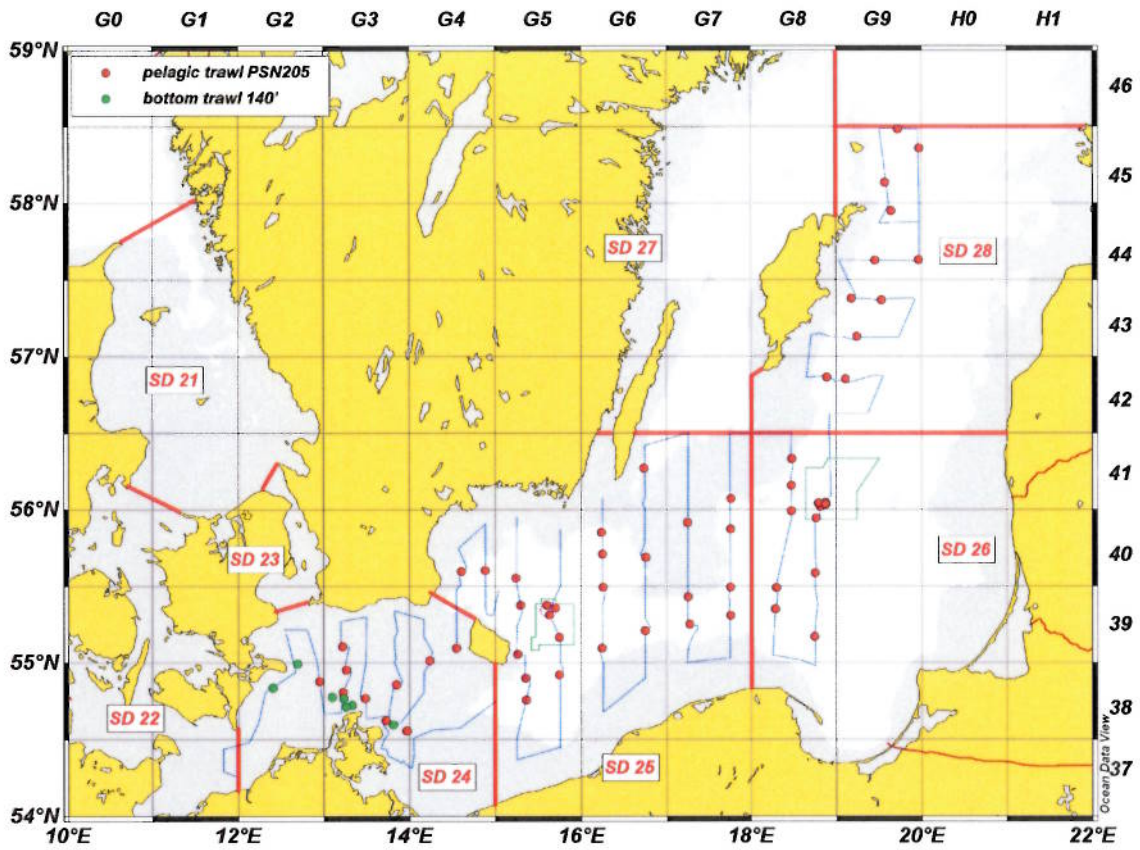 G0 G1 G2 G3 G4 G5 G6 G7 G8 G9 H0 H1
59°N
pelagic trawl PSN205
bottom trawl 140'
46
45
58°N
SD 27
SD 28
44
43
57°N
SD 21
42
41
56°N
SD 23
SD 26
40
39
55°N
SD 22
38
SD 24
SD 25
37
Ocean Data View
54°N
10°E 12°E 14°E 16°E 18°E 20°E 22°E